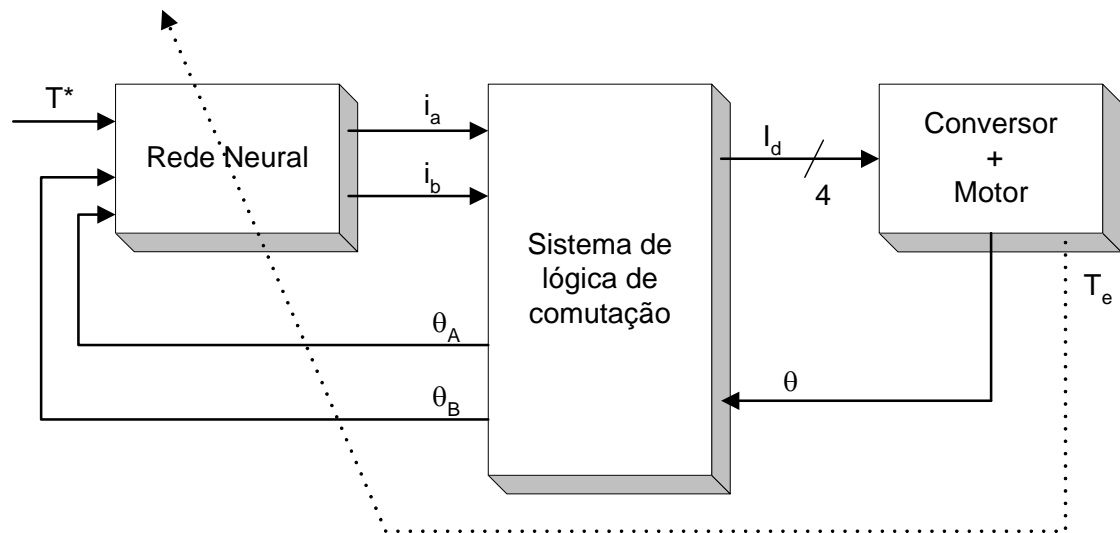 T*
Rede Neural
i_a
i_b
Sistema de
lógica de
comutação
I_d
4
Conversor
+
Motor
T_e
θ_A
θ_B
θ